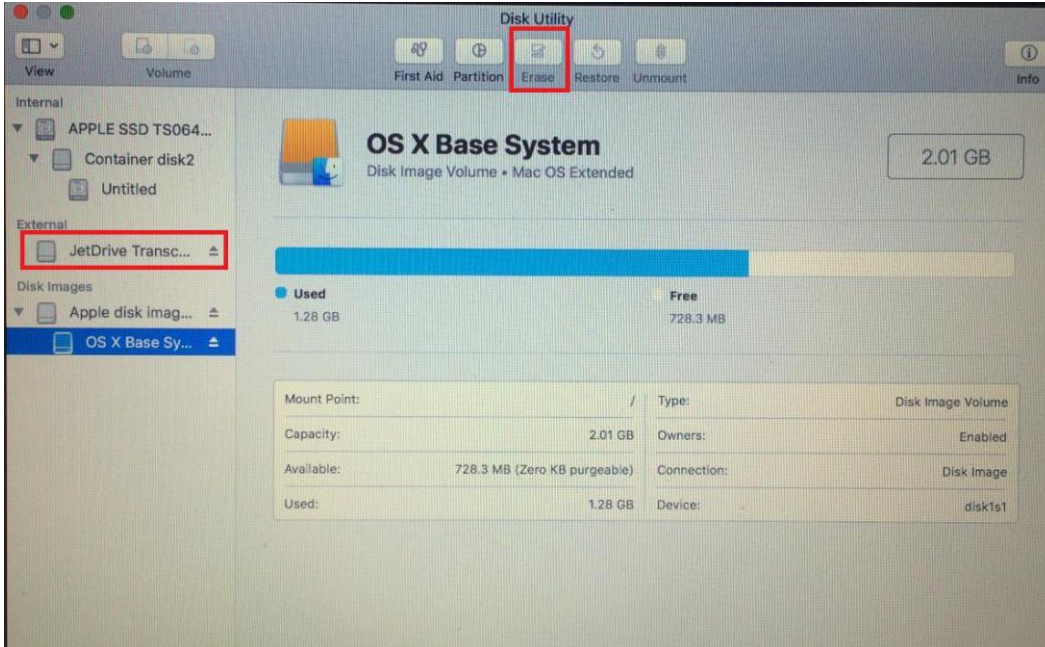 Disk Utility
View
Volume
First Aid
Partition
Erase
Restore
Unmount
Info
Internal
APPLE SSD TS064...
Container disk2
Untitled
External
JetDrive Transc...
Disk Images
Apple disk imag...
OS X Base Sy...
OS X Base System
Disk Image Volume • Mac OS Extended
2.01 GB
Used
1.28 GB
Free
728.3 MB
Mount Point: /
Type: Disk Image Volume
Capacity: 2.01 GB
Owners: Enabled
Available: 728.3 MB (Zero KB purgeable)
Connection: Disk Image
Used: 1.28 GB
Device: disk1s1